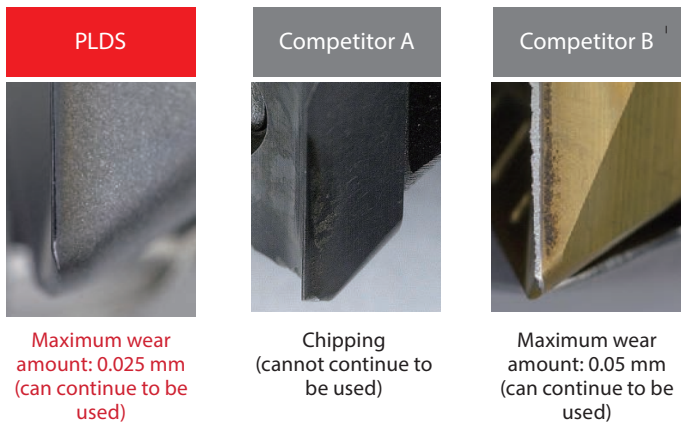 PLDS
Competitor A
Competitor B
Maximum wear
amount: 0.025 mm
(can continue to be
used)
Chipping
(cannot continue to
be used)
Maximum wear
amount: 0.05 mm
(can continue to be
used)